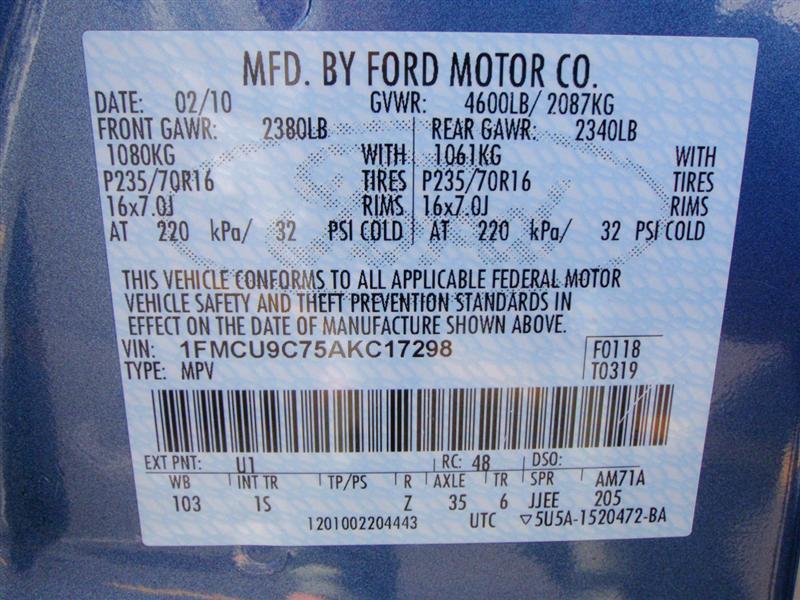 MFD. BY FORD MOTOR CO.
DATE: 02/10 GVWR: 4600LB/ 2087KG
FRONT GAWR: 2380LB REAR GAWR: 2340LB
1080KG WITH 1061KG WITH
P235/70R16 TIRES P235/70R16 TIRES
16x7.0J RIMS 16x7.0J RIMS
AT 220 kPa/ 32 PSI COLD AT 220 kPa/ 32 PSI COLD
THIS VEHICLE CONFORMS TO ALL APPLICABLE FEDERAL MOTOR
VEHICLE SAFETY AND THEFT PREVENTION STANDARDS IN
EFFECT ON THE DATE OF MANUFACTURE SHOWN ABOVE.
VIN: 1FMCU9C75AKC17298 F0118
TYPE: MPV T0319
EXT PNT: U1 RC: 48 DSO:
WB INT TR TP/PS R AXLE TR SPR AM71A
103 1S Z 35 6 JJEE 205
1201002204443 UTC ▽5U5A-1520472-BA